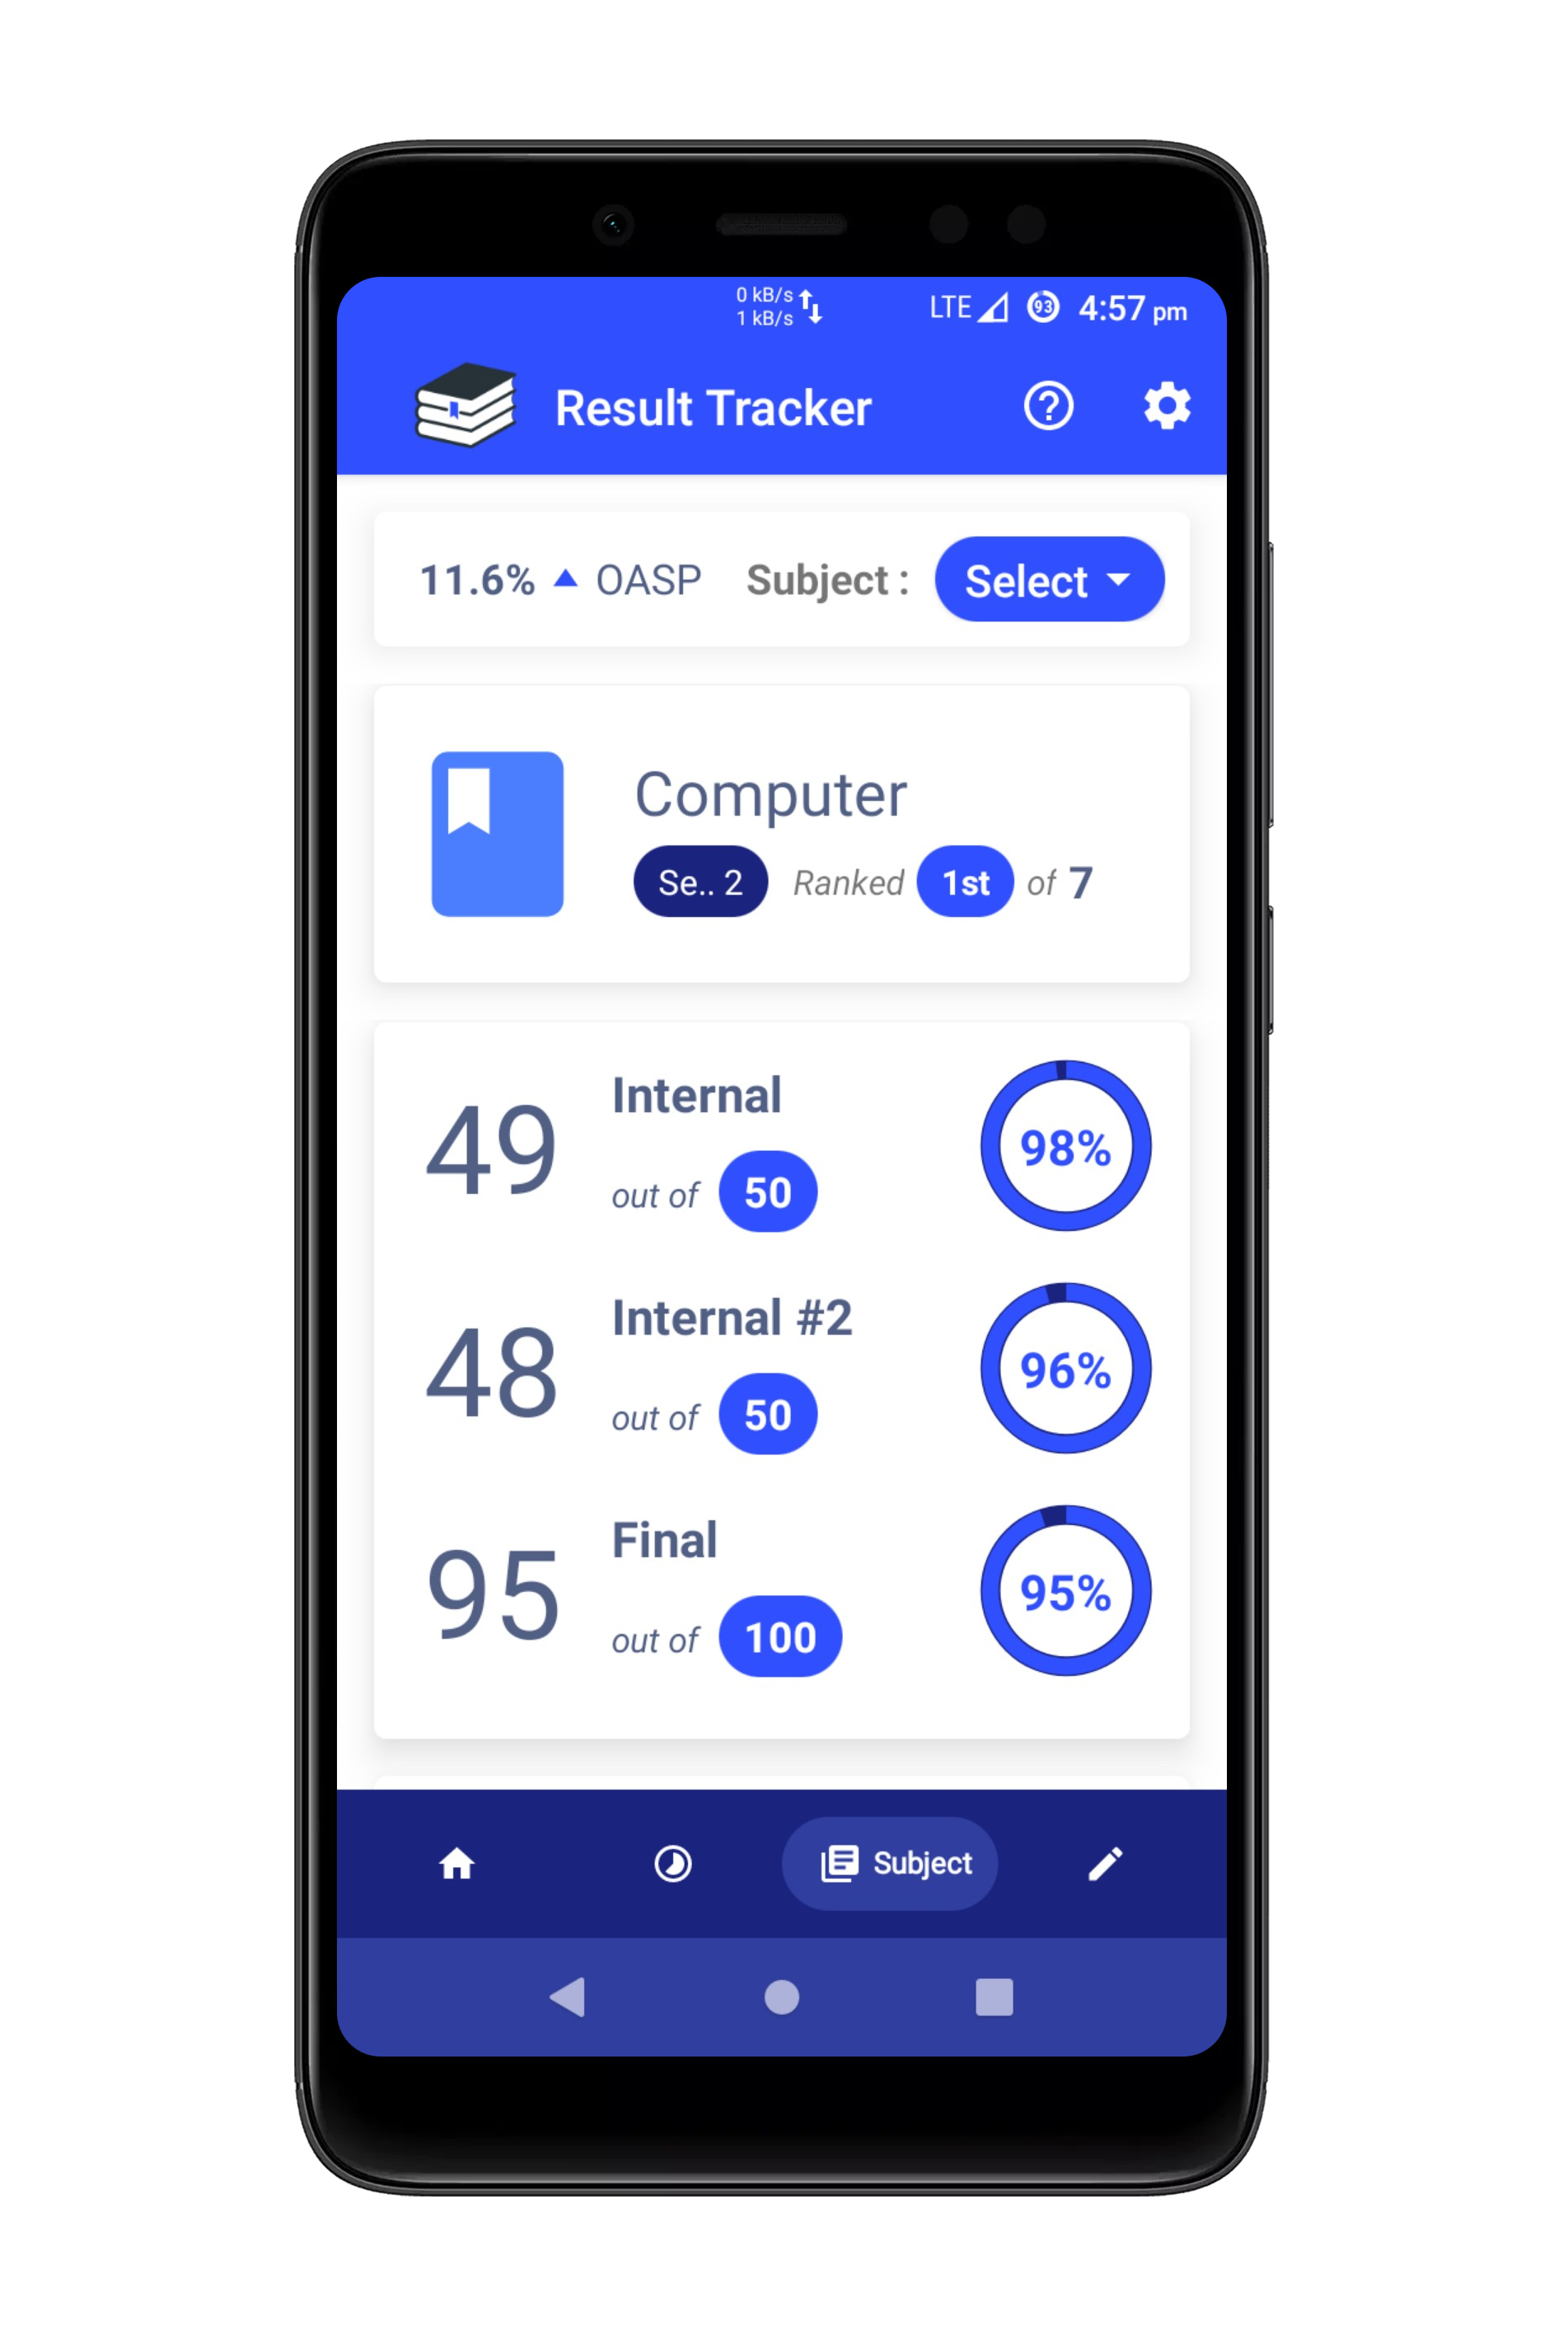 0 kB/s
1 kB/s
LTE 93 4:57 pm
Result Tracker ?
11.6% ▲ OASP Subject : Select
Computer
Se.. 2 Ranked 1st of 7
49 Internal
out of 50
98%
48 Internal #2
out of 50
96%
95 Final
out of 100
95%
Subject